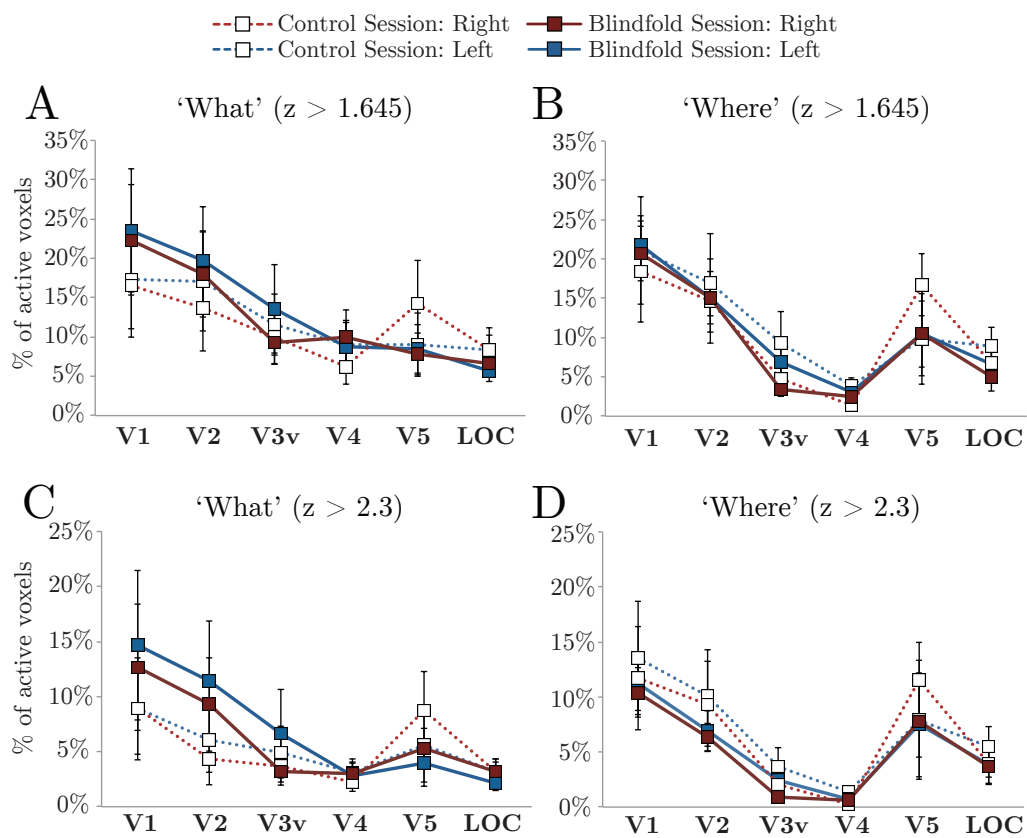 Control Session: Right
Blindfold Session: Right
Control Session: Left
Blindfold Session: Left
A
‘What’ (z > 1.645)
% of active voxels
35%
30%
25%
20%
15%
10%
5%
0%
V1 V2 V3v V4 V5 LOC
B
‘Where’ (z > 1.645)
35%
30%
25%
20%
15%
10%
5%
0%
V1 V2 V3v V4 V5 LOC
C
‘What’ (z > 2.3)
% of active voxels
25%
20%
15%
10%
5%
0%
V1 V2 V3v V4 V5 LOC
D
‘Where’ (z > 2.3)
25%
20%
15%
10%
5%
0%
V1 V2 V3v V4 V5 LOC